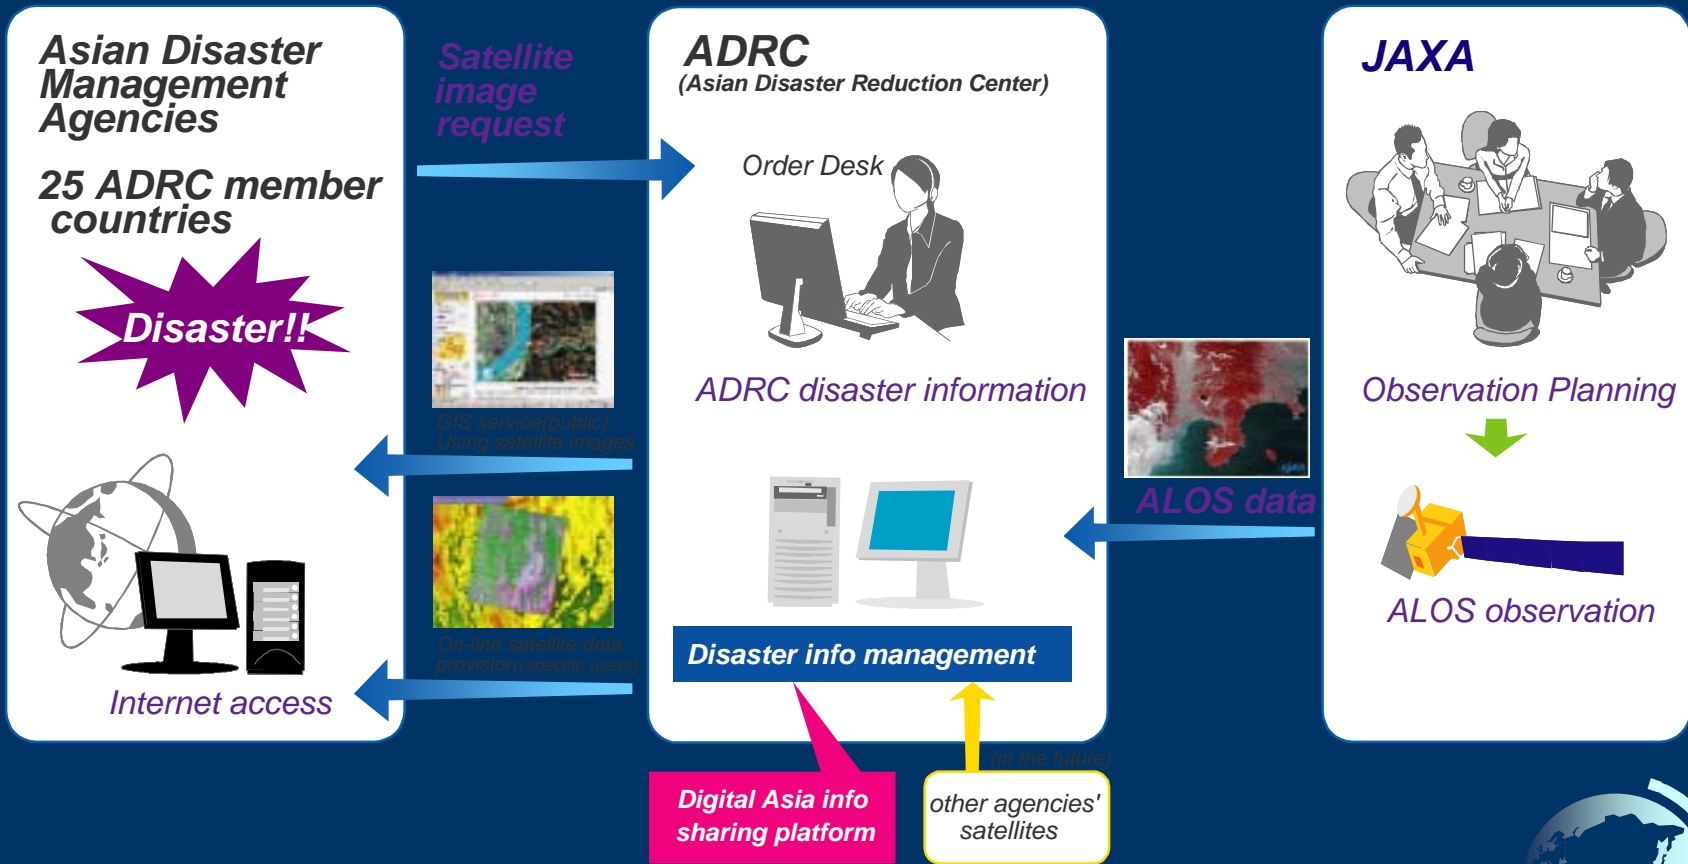 Asian Disaster
Management
Agencies
25 ADRC member
countries
Disaster!!
Internet access
Satellite
image
request
GIS service(public)
Using satellite images
On-line satellite data
provision(specific users)
ADRC
(Asian Disaster Reduction Center)
Order Desk
ADRC disaster information
Disaster info management
Digital Asia info
sharing platform
(in the future)
other agencies'
satellites
ALOS data
JAXA
Observation Planning
ALOS observation